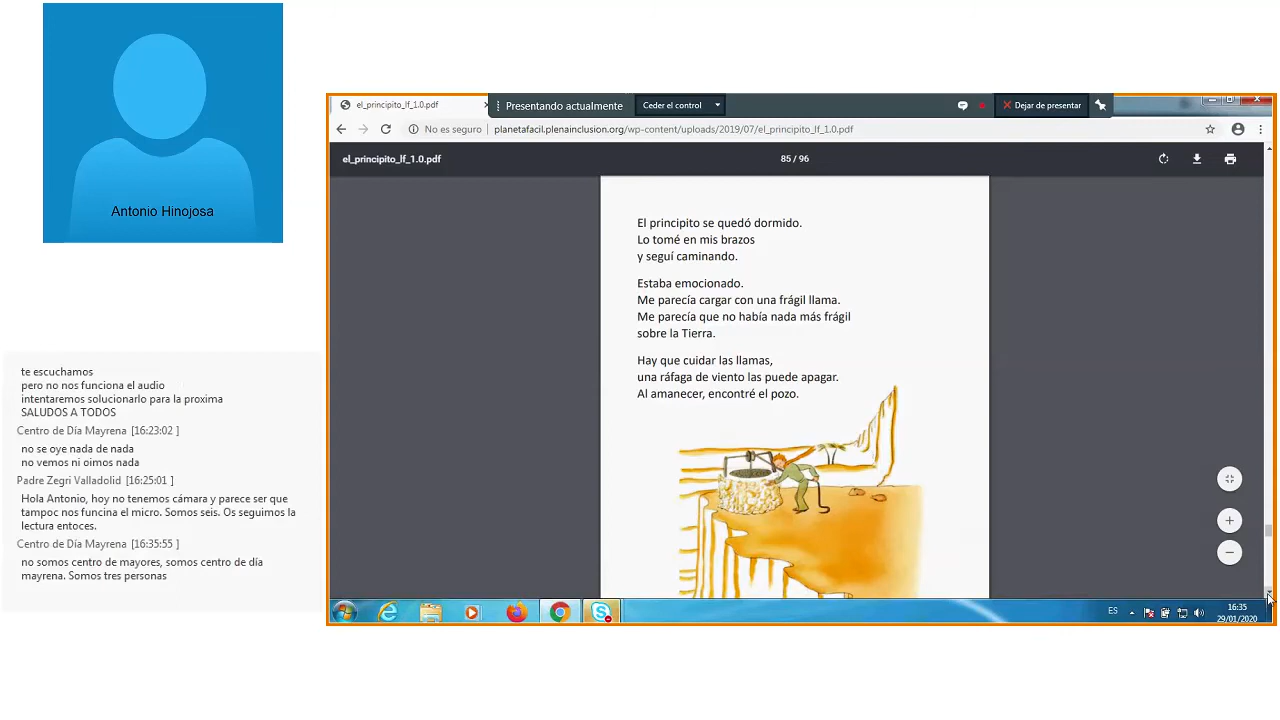 Antonio Hinojosa
te escuchamos
pero no nos funciona el audio
intentaremos solucionarlo para la proxima
SALUDOS A TODOS
Centro de Día Mayrena [16:23:02 ]
no se oye nada de nada
no vemos ni oimos nada
Padre Zegri Valladolid [16:25:01 ]
Hola Antonio, hoy no tenemos cámara y parece ser que
tampoc nos funcina el micro. Somos seis. Os seguimos la
lectura entoces.
Centro de Día Mayrena [16:35:55 ]
no somos centro de mayores, somos centro de día
mayrena. Somos tres personas
el_principito_lf_1.0.pdf
Presentando actualmente
Ceder el control
Dejar de presentar
No es seguro
planetafacil.plenainclusion.org/wp-content/uploads/2019/07/el_principito_lf_1.0.pdf
el_principito_lf_1.0.pdf
85 / 96
El principito se quedó dormido.
Lo tomé en mis brazos
y seguí caminando.
Estaba emocionado.
Me parecía cargar con una frágil llama.
Me parecía que no había nada más frágil
sobre la Tierra.
Hay que cuidar las llamas,
una ráfaga de viento las puede apagar.
Al amanecer, encontré el pozo.
ES
16:35
29/01/2020